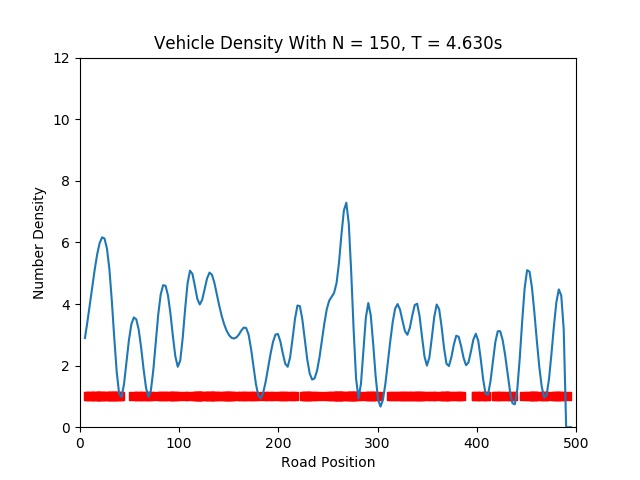 Vehicle Density With N = 150, T = 4.630s
12
10
8
6
4
2
0
Number Density
0 100 200 300 400 500
Road Position